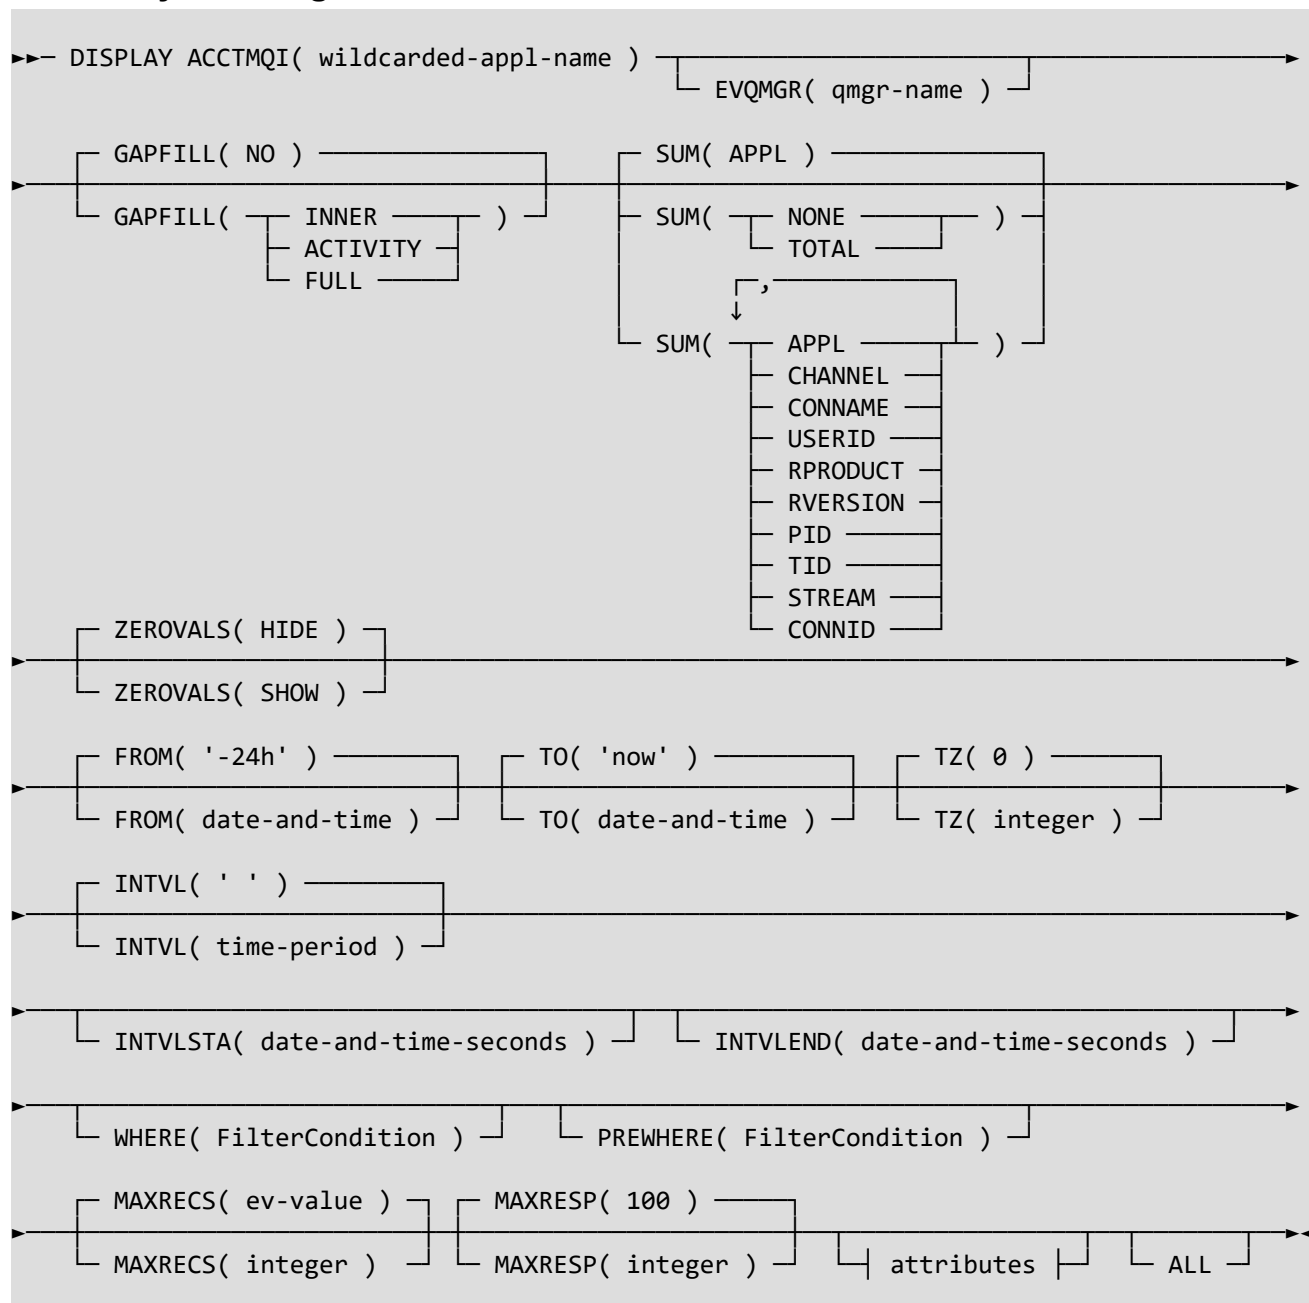 DISPLAY ACCTMQI( wildcarded-appl-name )
EVQMGR( qmgr-name )
GAPFILL( NO ) SUM( APPL )
GAPFILL( INNER ) SUM( NONE )
ACTIVITY TOTAL
FULL
,
SUM( APPL )
CHANNEL
CONNAME
USERID
RPRODUCT
RVERSION
PID
TID
STREAM
ZEROVALS( HIDE ) CONNID
ZEROVALS( SHOW )
FROM( '-24h' ) TO( 'now' ) TZ( 0 )
FROM( date-and-time ) TO( date-and-time ) TZ( integer )
INTVL( ' ' )
INTVL( time-period )
INTVLSTA( date-and-time-seconds ) INTVLEND( date-and-time-seconds )
WHERE( FilterCondition ) PREWHERE( FilterCondition )
MAXRECS( ev-value ) MAXRESP( 100 )
MAXRECS( integer ) MAXRESP( integer ) attributes ALL